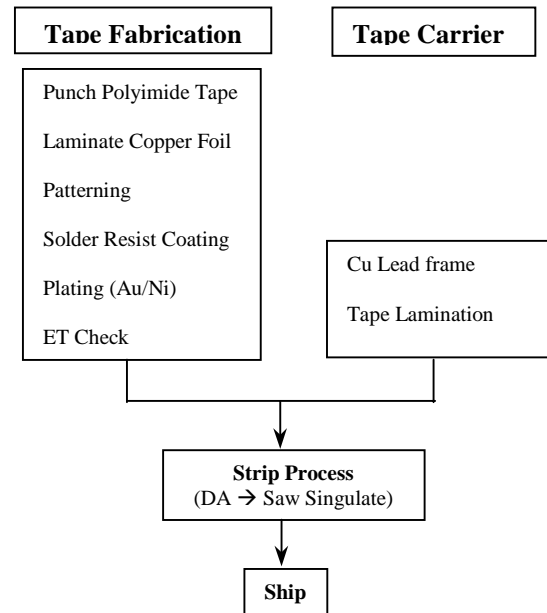 Tape Fabrication
Tape Carrier
Punch Polyimide Tape
Laminate Copper Foil
Patterning
Solder Resist Coating
Plating (Au/Ni)
ET Check
Cu Lead frame
Tape Lamination
Strip Process
(DA → Saw Singulate)
Ship